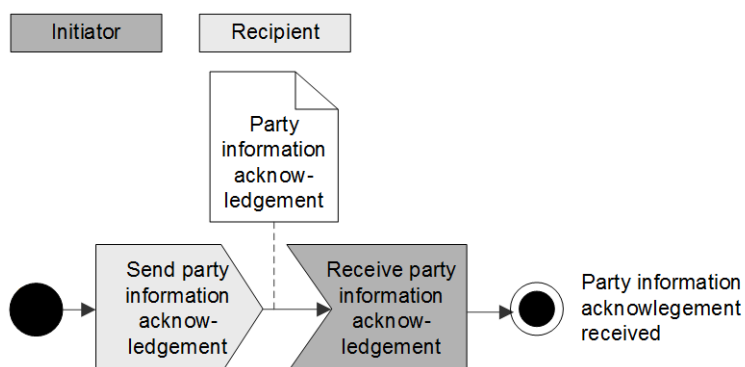 Initiator
Recipient
Party
information
acknow-
ledgement
Send party
information
acknow-
ledgement
Receive party
information
acknow-
ledgement
Party information
acknowlegement
received